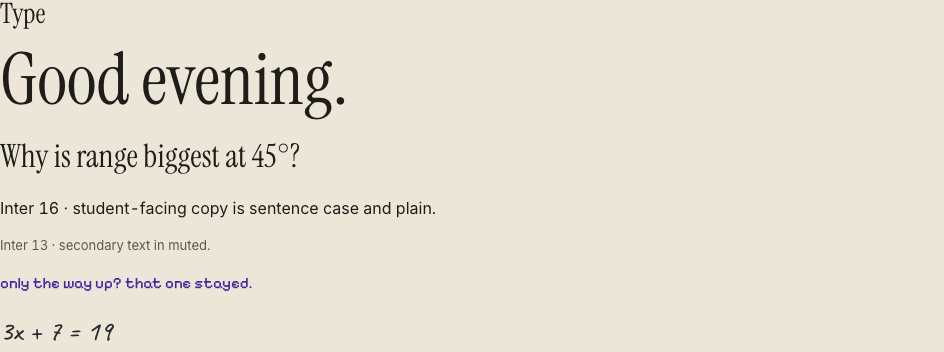 Type
Good evening.
Why is range biggest at 45°?
Inter 16 · student-facing copy is sentence case and plain.
Inter 13 · secondary text in muted.
only the way up? that one stayed.
3x + 7 = 19